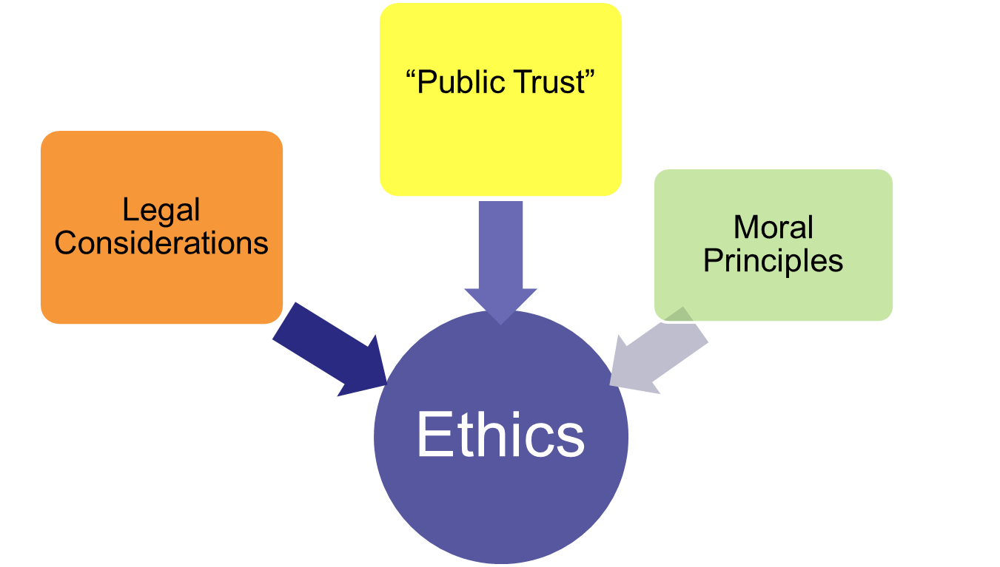 “Public Trust”
Legal
Considerations
Moral
Principles
Ethics